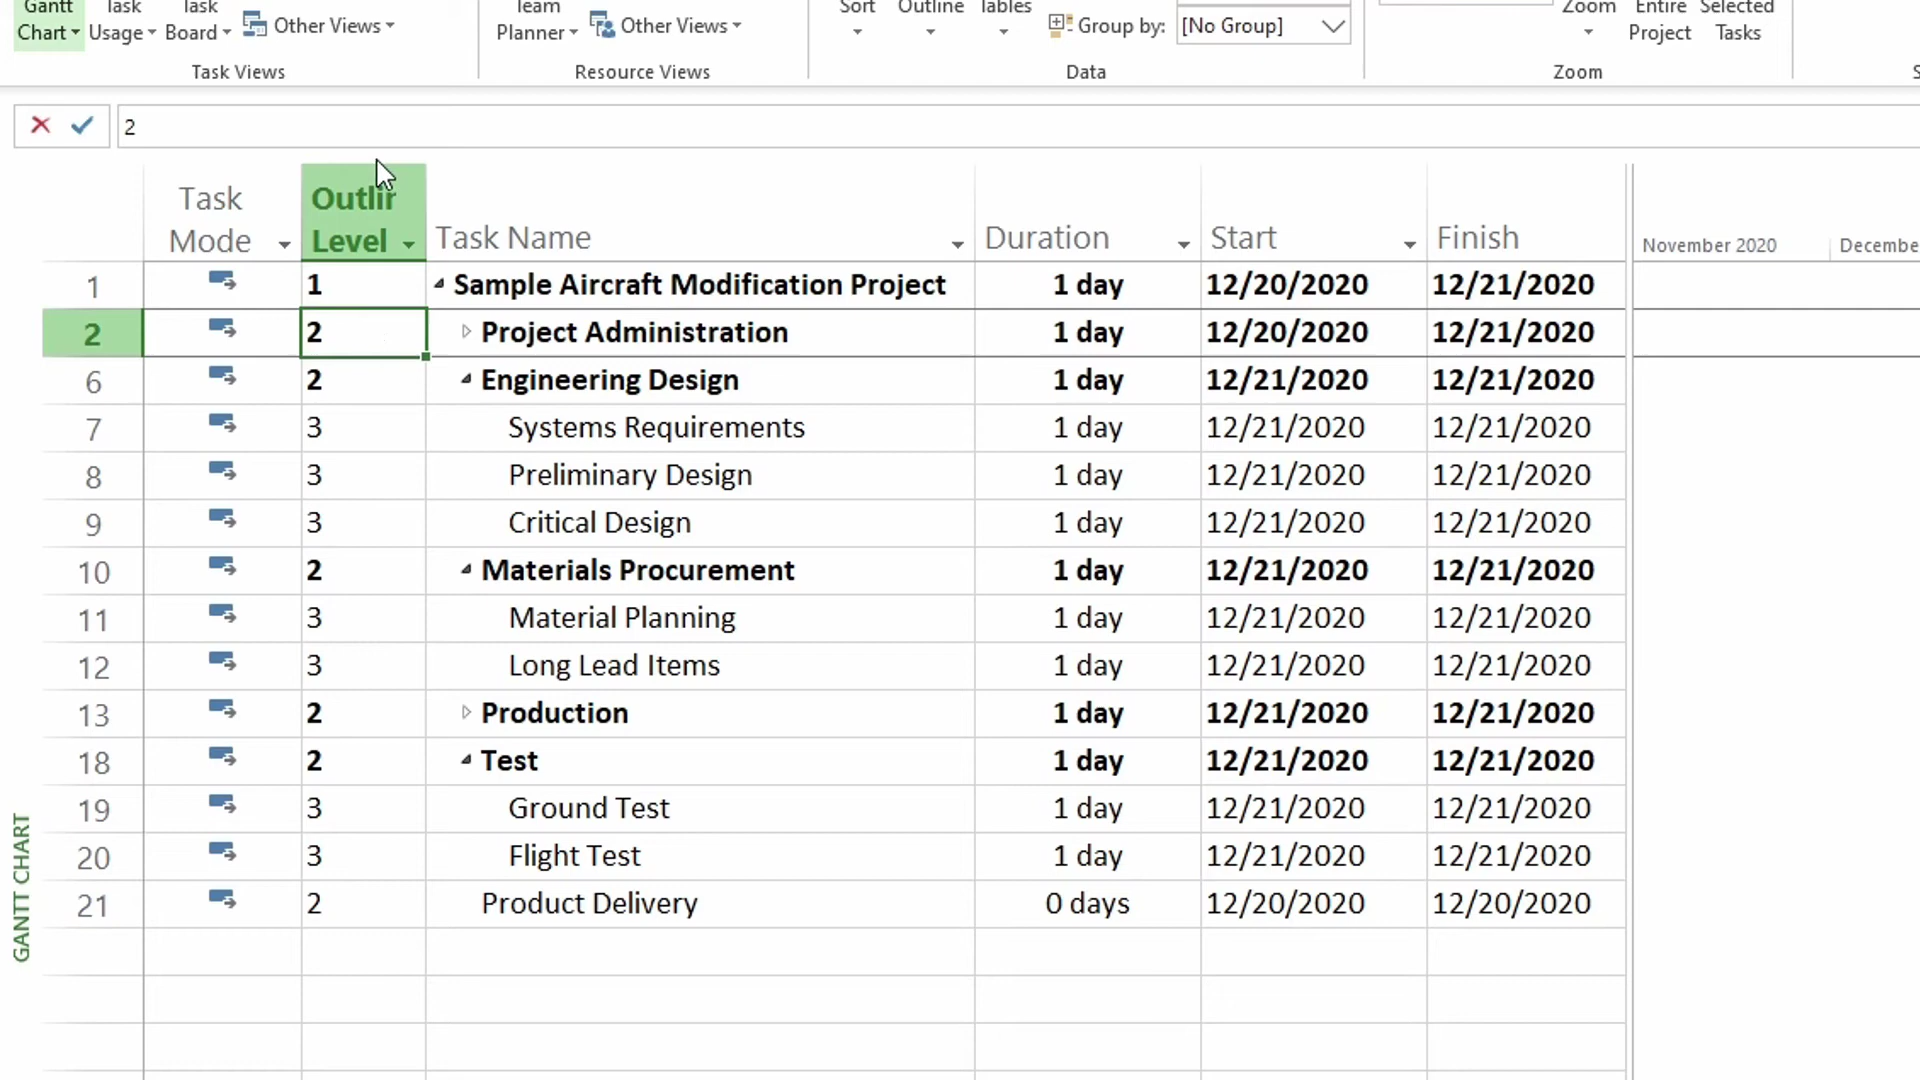 Gantt Task Task Team Sort Outline Tables Zoom Entire Selected
Chart Usage Board Other Views Planner Other Views Group by: [No Group] Project Tasks
Task Views Resource Views Data Zoom
2
Task Mode Outlin Level Task Name Duration Start Finish November 2020 Decembe
1 1 Sample Aircraft Modification Project 1 day 12/20/2020 12/21/2020
2 2 Project Administration 1 day 12/20/2020 12/21/2020
6 2 Engineering Design 1 day 12/21/2020 12/21/2020
7 3 Systems Requirements 1 day 12/21/2020 12/21/2020
8 3 Preliminary Design 1 day 12/21/2020 12/21/2020
9 3 Critical Design 1 day 12/21/2020 12/21/2020
10 2 Materials Procurement 1 day 12/21/2020 12/21/2020
11 3 Material Planning 1 day 12/21/2020 12/21/2020
12 3 Long Lead Items 1 day 12/21/2020 12/21/2020
13 2 Production 1 day 12/21/2020 12/21/2020
18 2 Test 1 day 12/21/2020 12/21/2020
19 3 Ground Test 1 day 12/21/2020 12/21/2020
20 3 Flight Test 1 day 12/21/2020 12/21/2020
21 2 Product Delivery 0 days 12/20/2020 12/20/2020
GANTT CHART